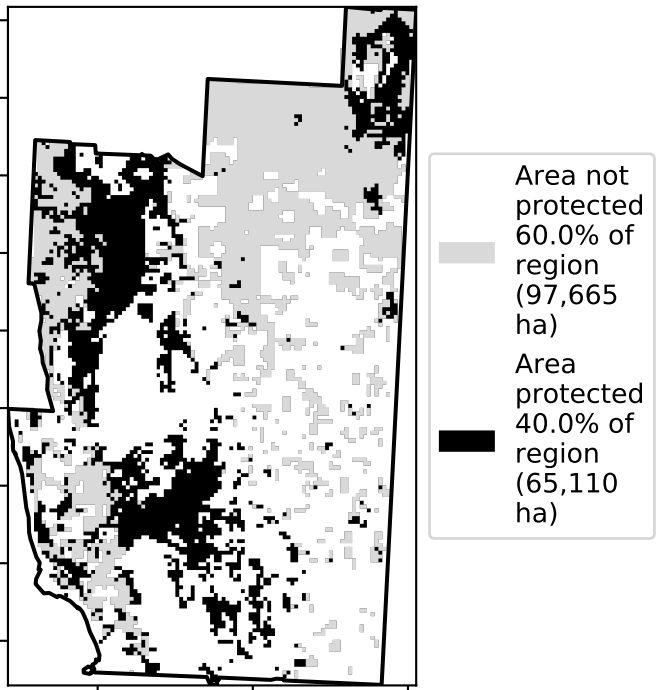 Area not
protected
60.0% of
region
(97,665
ha)
Area
protected
40.0% of
region
(65,110
ha)